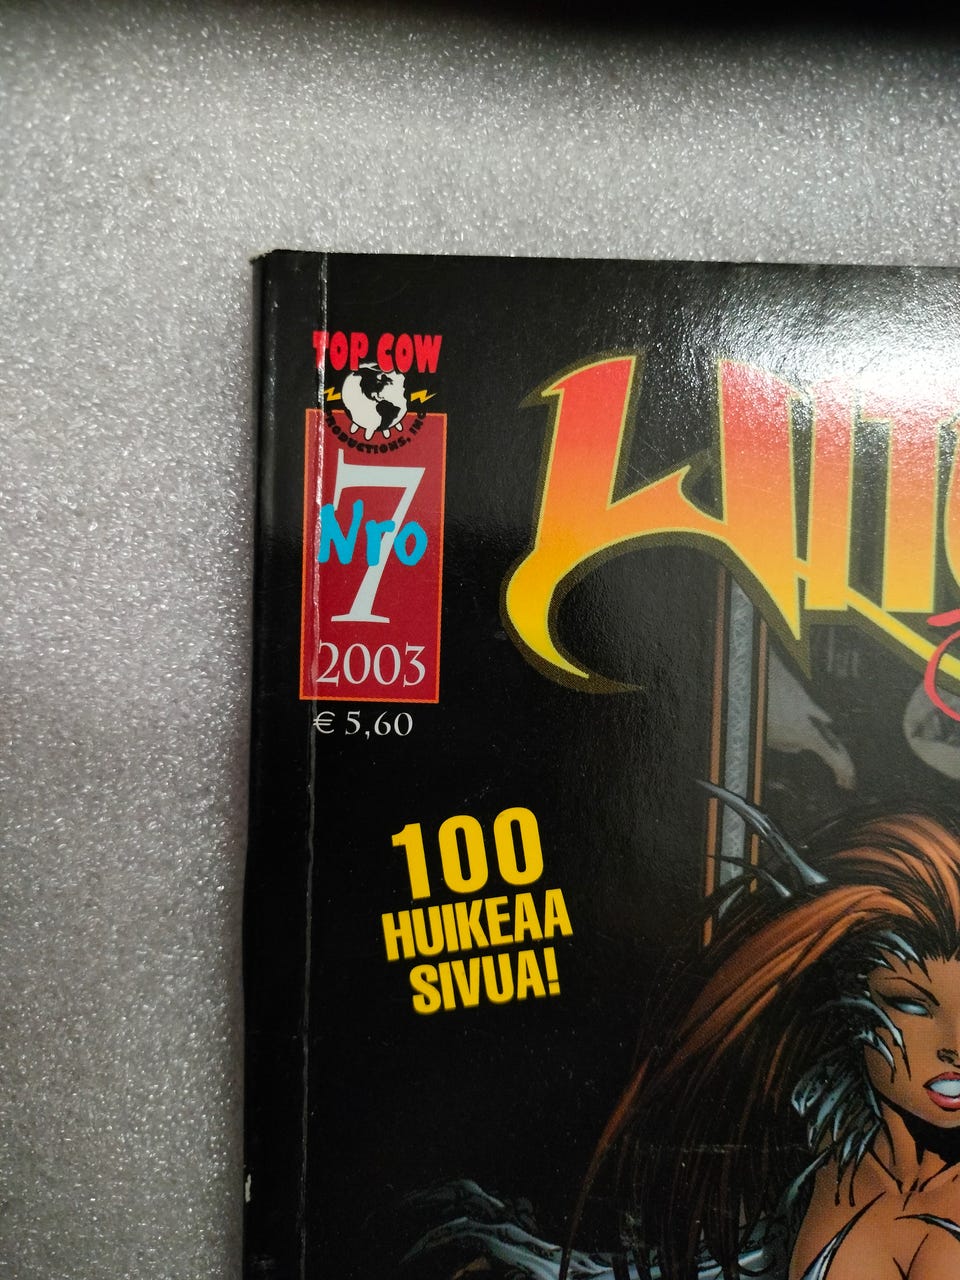 TOP COW
PRODUCTIONS, INC
7
Nro
2003
€ 5,60
100
HUIKEAA
SIVUA!